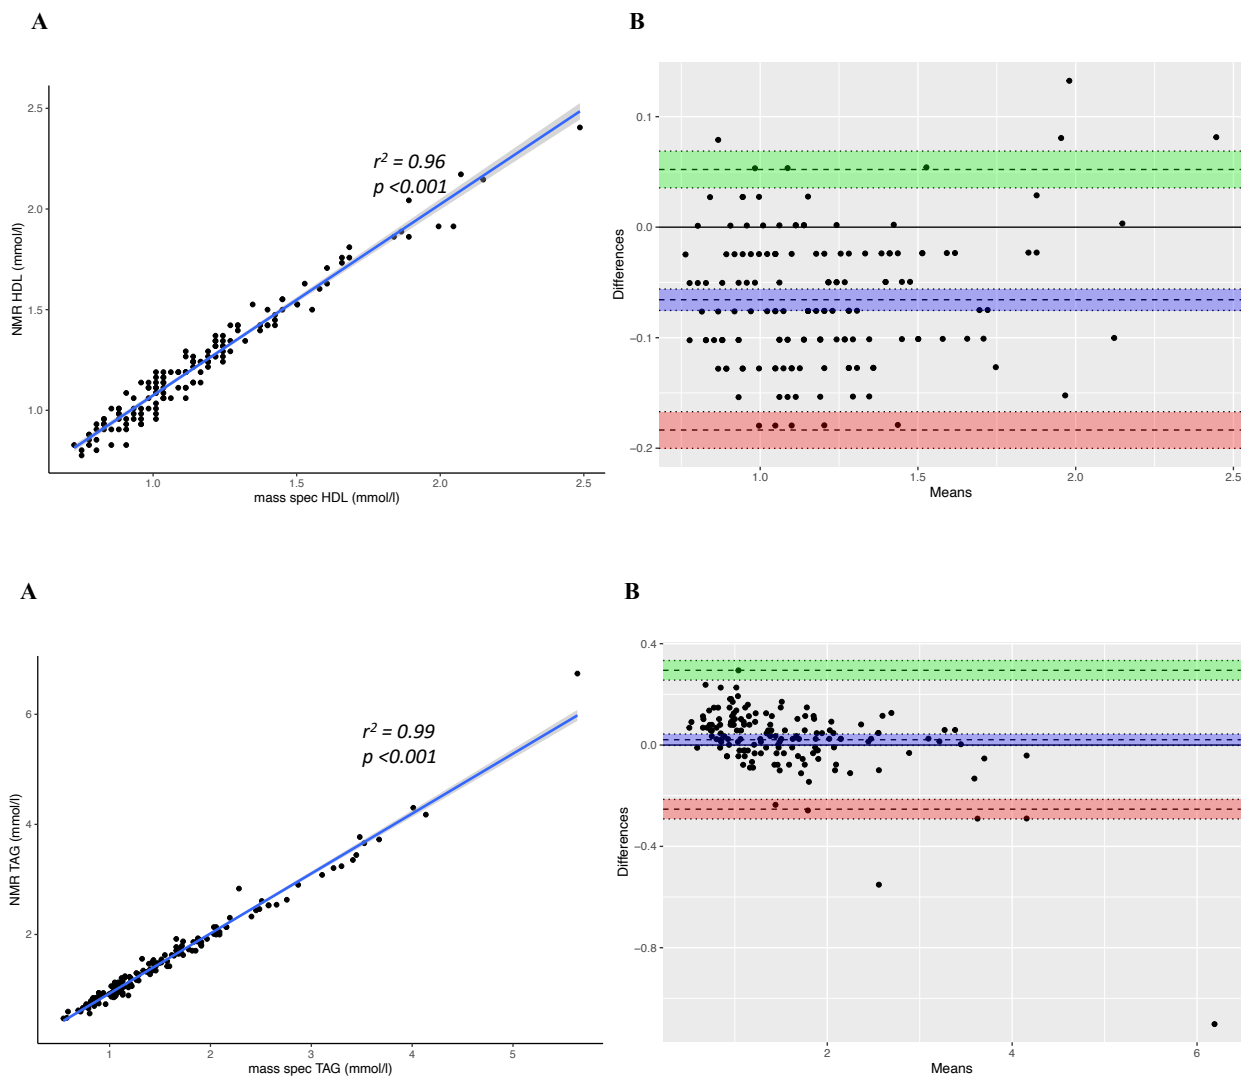 A
B
NMR HDL (mmol/l)
2.5
2.0
1.5
1.0
r² = 0.96
p <0.001
1.0
1.5
2.0
2.5
mass spec HDL (mmol/l)
Differences
0.1
0.0
−0.1
−0.2
1.0
1.5
2.0
2.5
Means
A
B
NMR TAG (mmol/l)
6
4
2
r² = 0.99
p <0.001
1
2
3
4
5
mass spec TAG (mmol/l)
Differences
0.4
0.0
−0.4
−0.8
2
4
6
Means